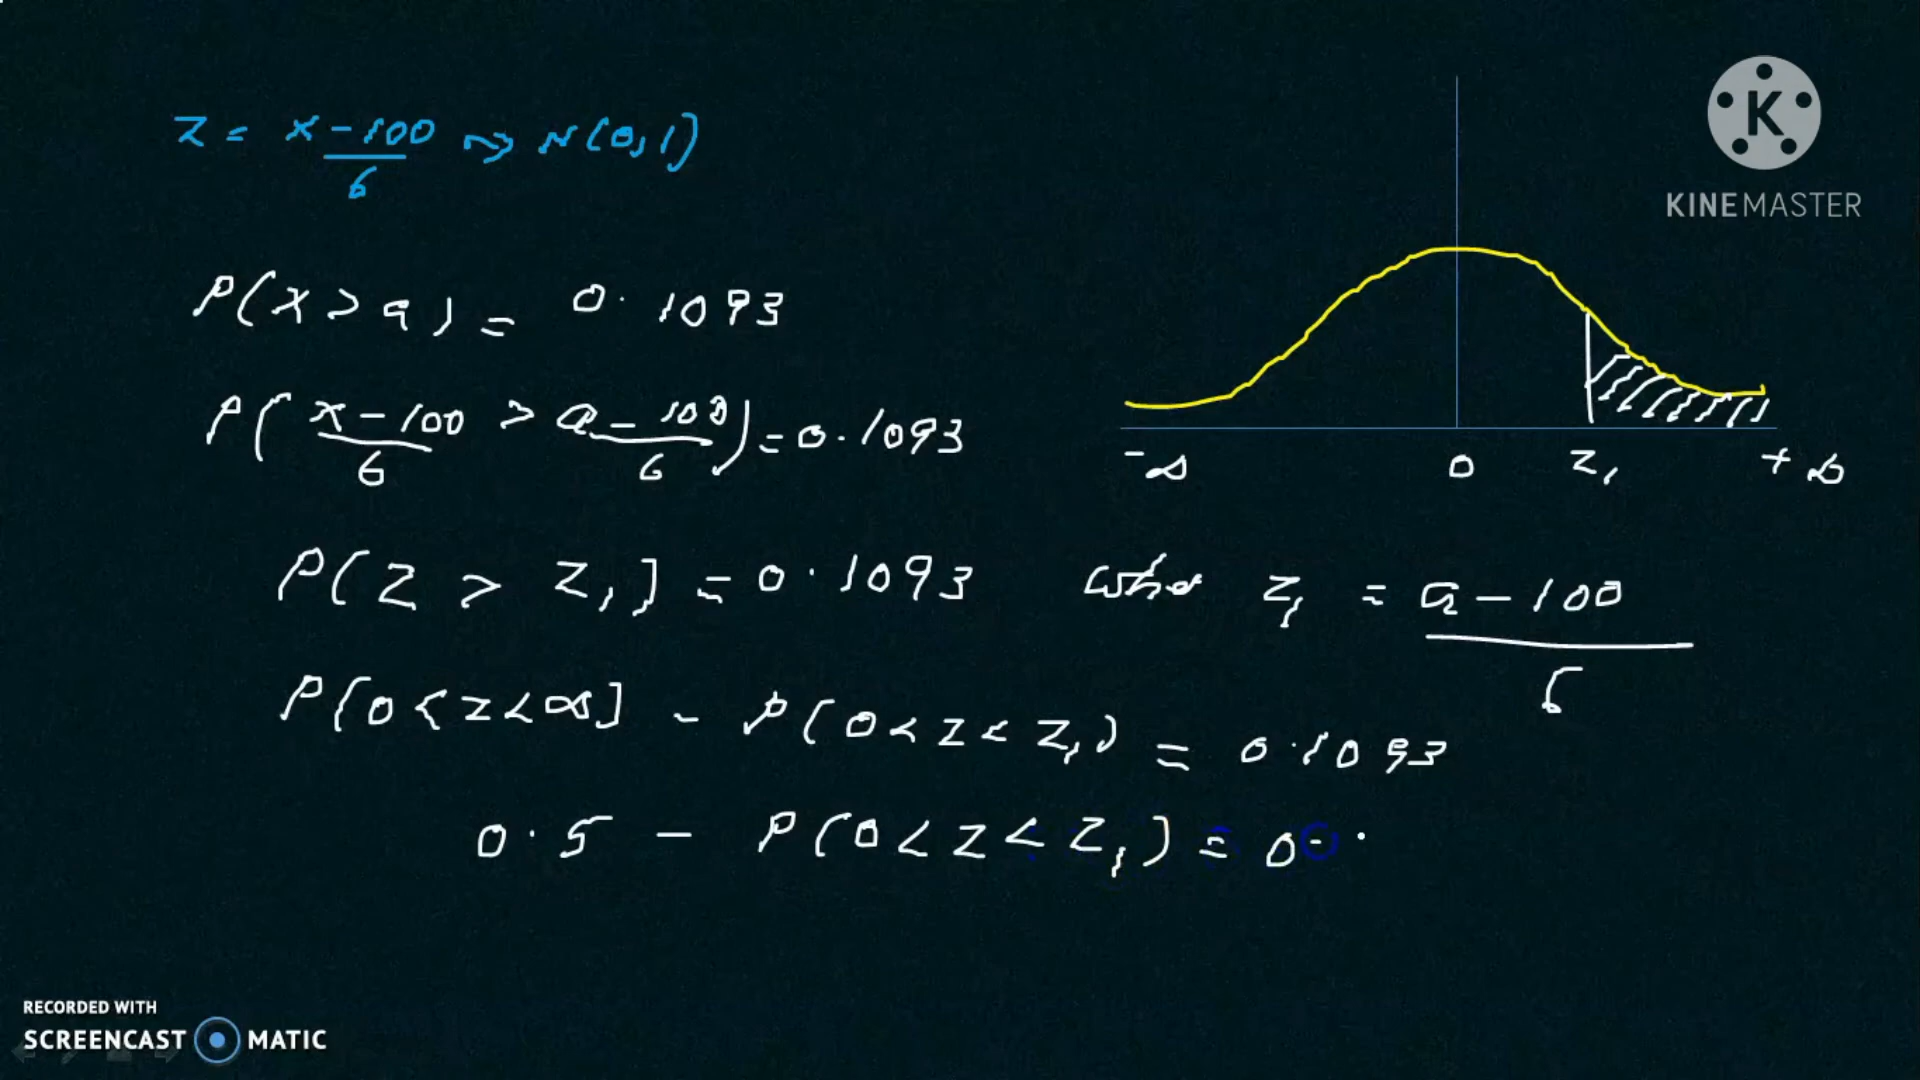 z = x - 100 / 6 ~> N(0,1)
K
KINEMASTER
P(x > a) = 0.1093
P(x - 100 / 6 > a - 100 / 6) = 0.1093
-∞ 0 z₁ +∞
P(z > z₁] = 0.1093 z₁ = a - 100 / 6
P[0 < z < ∞] - P(0 < z < z₁) = 0.1093
0.5 - P(0 < z < z₁) = 0 - .
RECORDED WITH
SCREENCAST MATIC